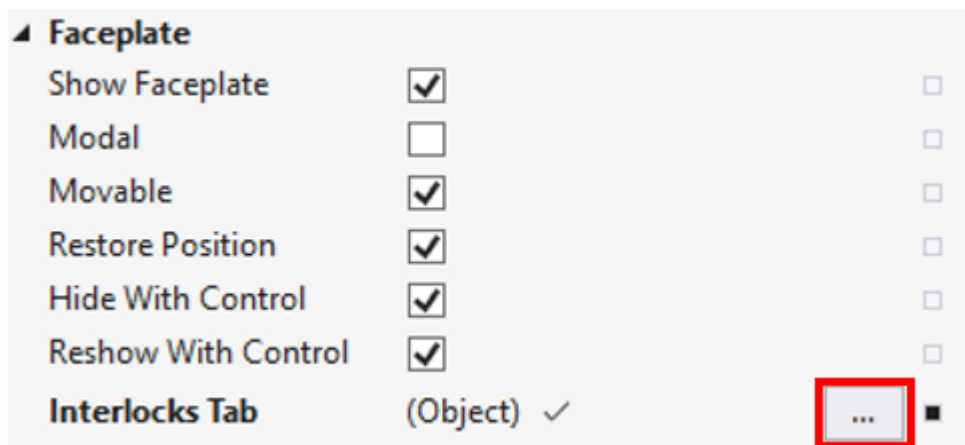 Faceplate
Show Faceplate
Modal
Movable
Restore Position
Hide With Control
Reshow With Control
Interlocks Tab (Object) ...